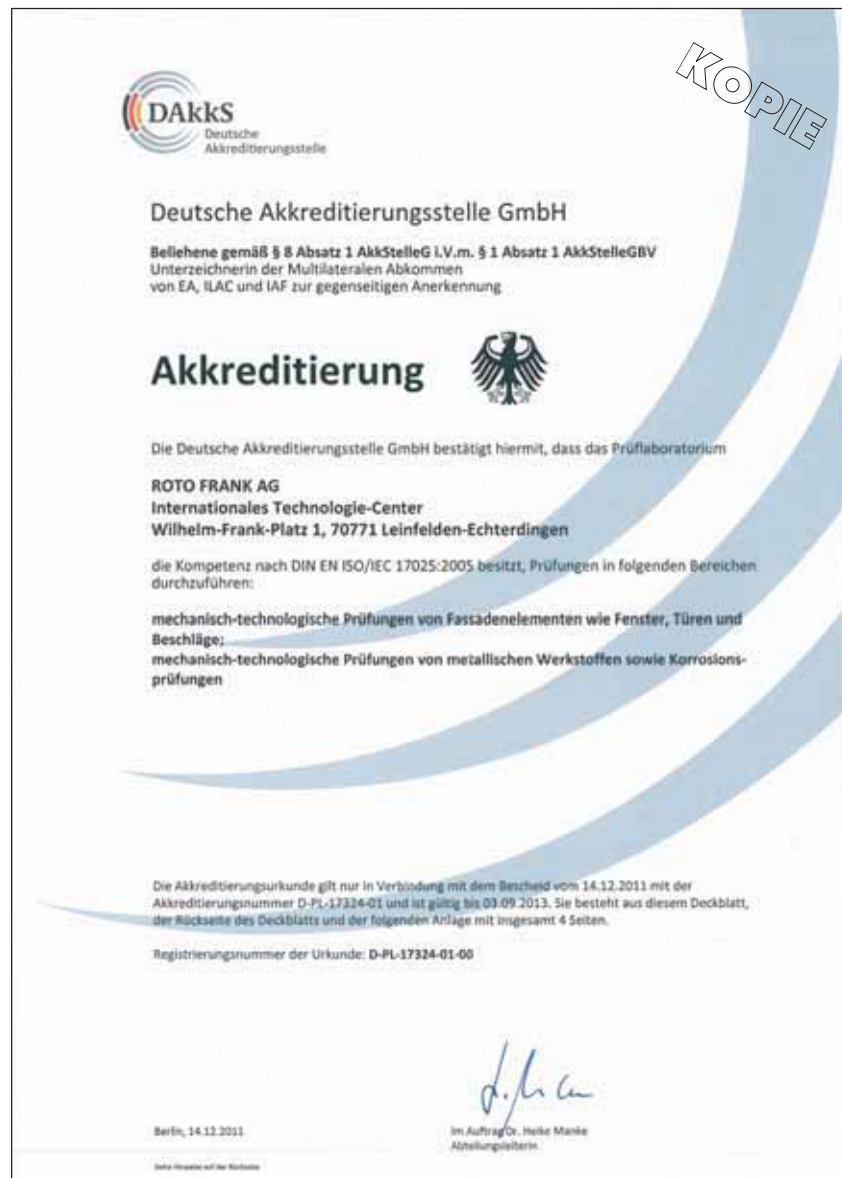 KOPIE
DAkkS
Deutsche
Akkreditierungsstelle
Deutsche Akkreditierungsstelle GmbH
Beliehene gemäß § 8 Absatz 1 AkkStelleG i.V.m. § 1 Absatz 1 AkkStelleGBV
Unterzeichnerin der Multilateralen Abkommen
von EA, ILAC und IAF zur gegenseitigen Anerkennung
Akkreditierung
Die Deutsche Akkreditierungsstelle GmbH bestätigt hiermit, dass das Prüflaboratorium
ROTO FRANK AG
Internationales Technologie-Center
Wilhelm-Frank-Platz 1, 70771 Leinfelden-Echterdingen
die Kompetenz nach DIN EN ISO/IEC 17025:2005 besitzt, Prüfungen in folgenden Bereichen
durchzuführen:
mechanisch-technologische Prüfungen von Fassadenelementen wie Fenster, Türen und
Beschläge;
mechanisch-technologische Prüfungen von metallischen Werkstoffen sowie Korrosions-
prüfungen
Die Akkreditierungsurkunde gilt nur in Verbindung mit dem Bescheid vom 14.12.2011 mit der
Akkreditierungsnummer D-PL-17324-01 und ist gültig bis 03.09.2013. Sie besteht aus diesem Deckblatt,
der Rückseite des Deckblatts und der folgenden Anlage mit insgesamt 4 Seiten.
Registrierungsnummer der Urkunde: D-PL-17324-01-00
Berlin, 14.12.2011
Im Auftrag Dr. Heike Manke
Abteilungsleiterin
Siehe Hinweise auf der Rückseite